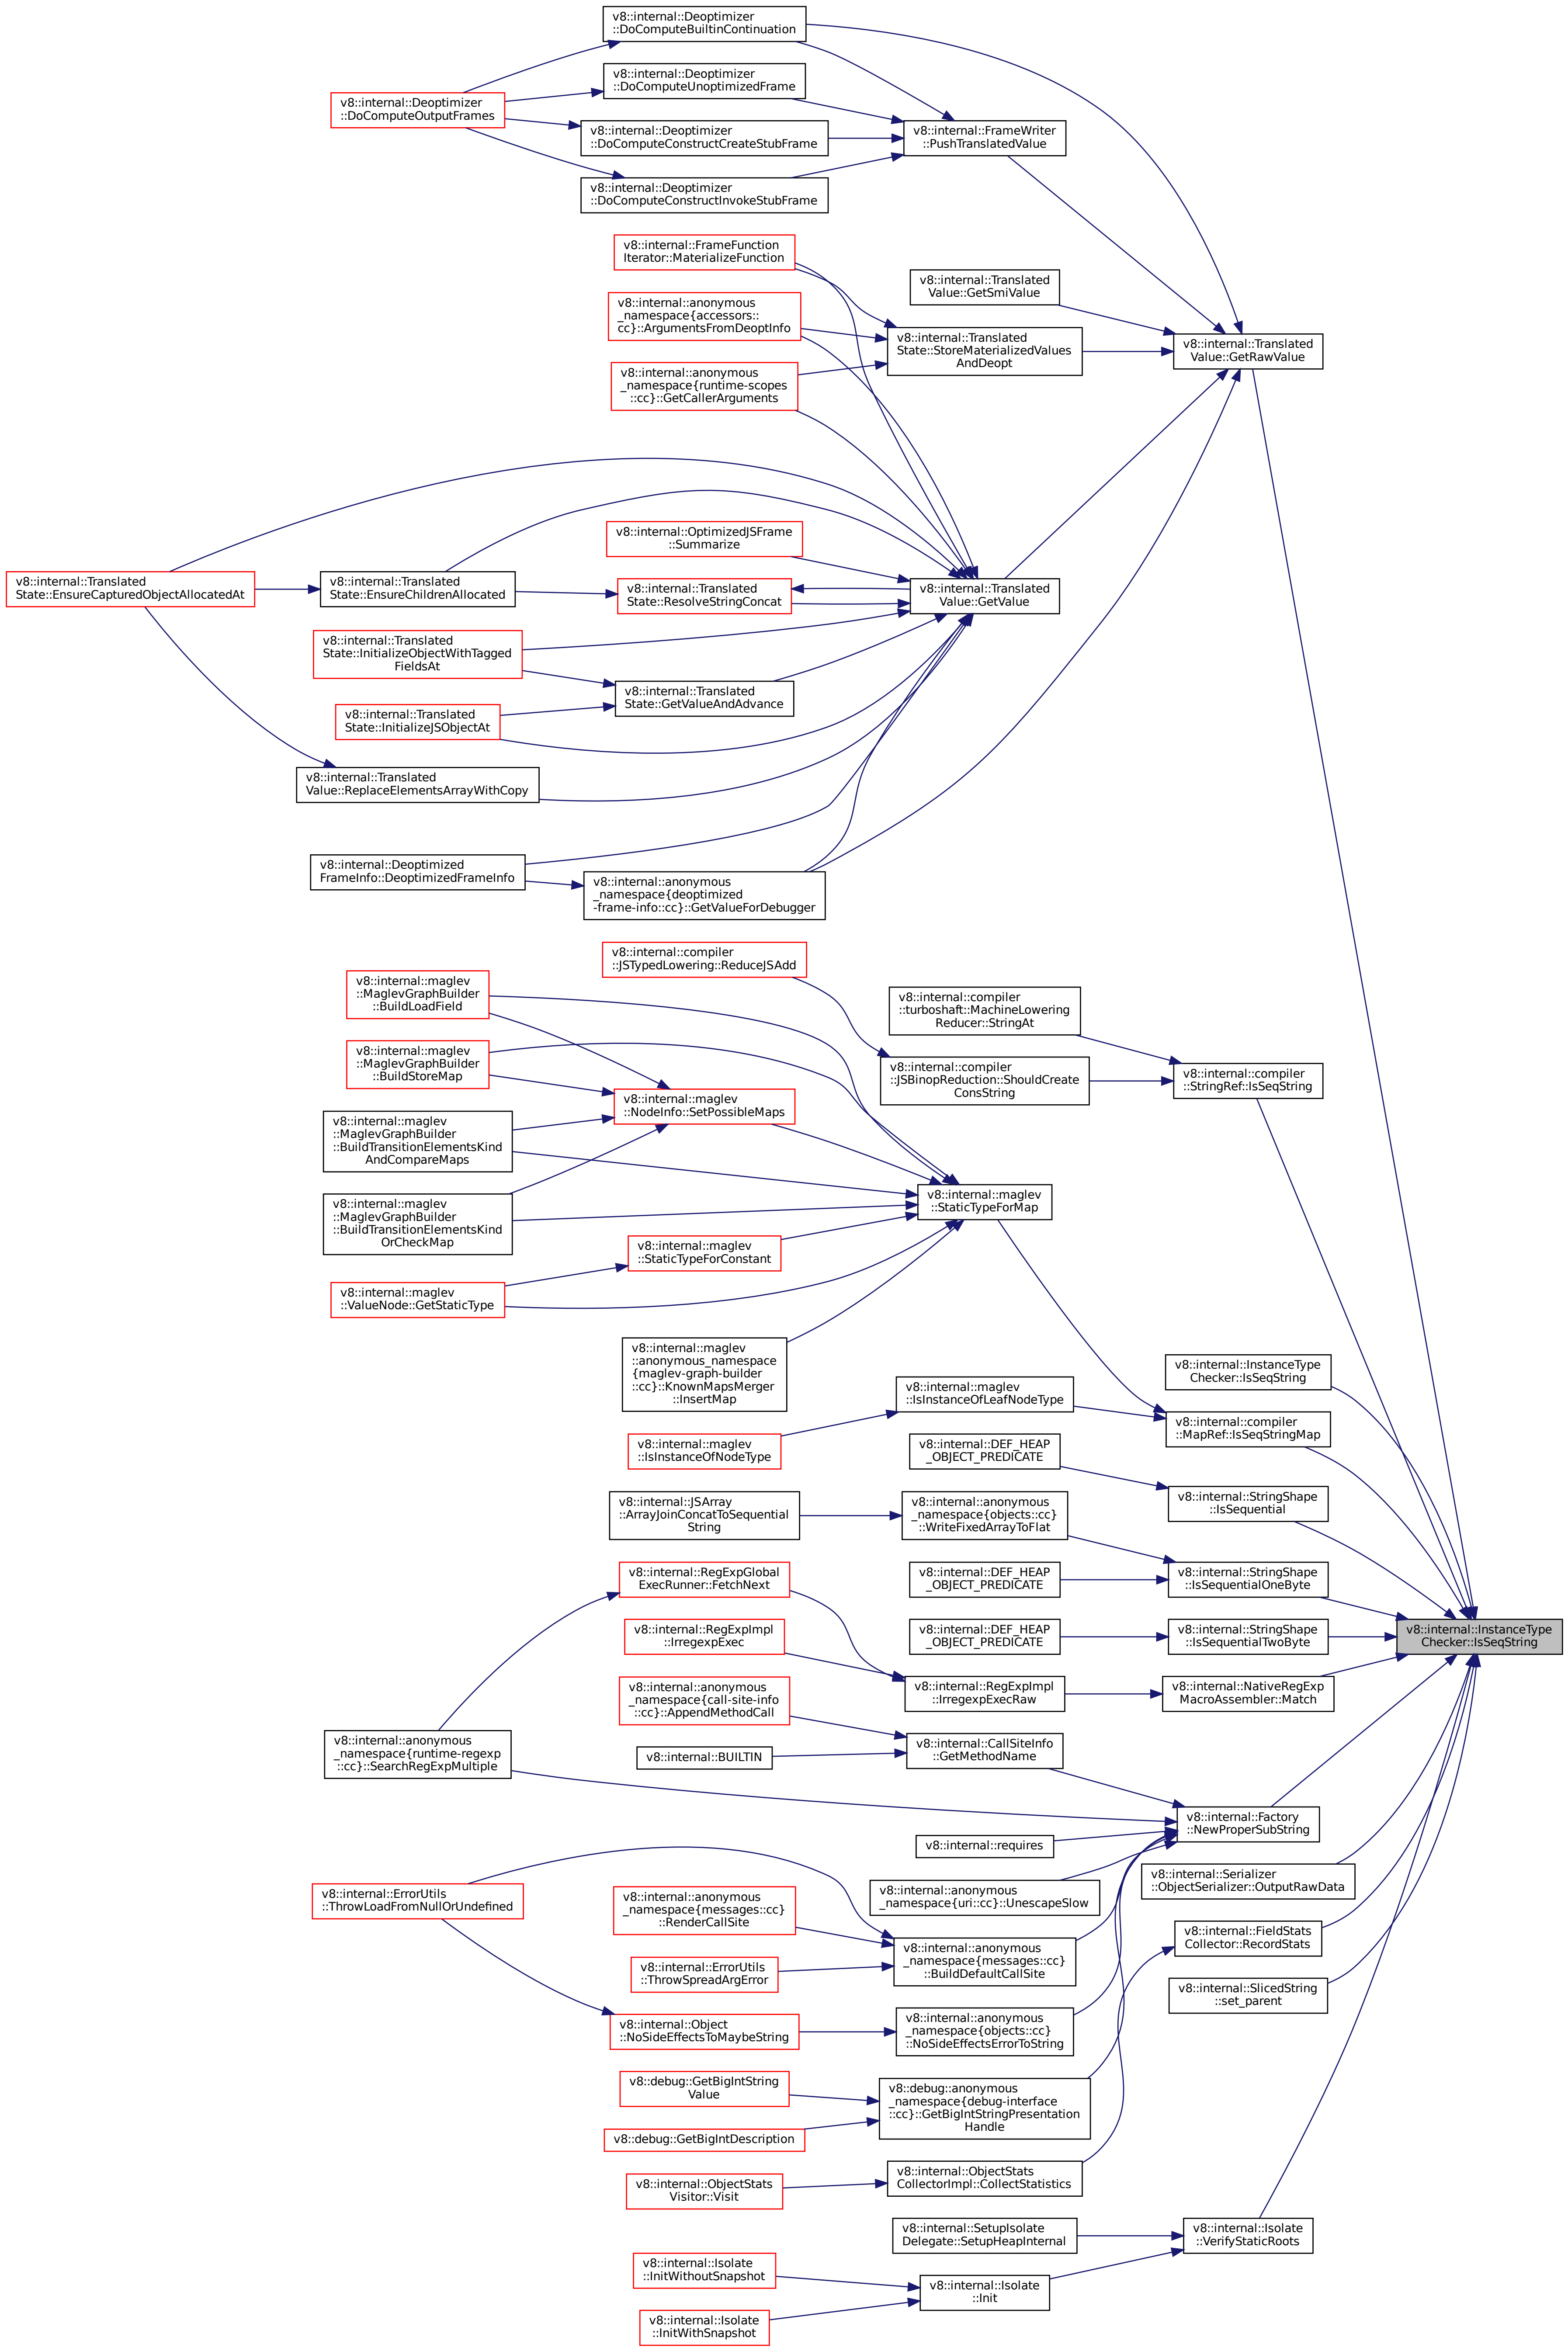 v8::internal::Deoptimizer
::DoComputeBuiltinContinuation
v8::internal::Deoptimizer
::DoComputeUnoptimizedFrame
v8::internal::Deoptimizer
::DoComputeOutputFrames
v8::internal::Deoptimizer
::DoComputeConstructCreateStubFrame
v8::internal::FrameWriter
::PushTranslatedValue
v8::internal::Deoptimizer
::DoComputeConstructInvokeStubFrame
v8::internal::FrameFunction
Iterator::MaterializeFunction
v8::internal::Translated
Value::GetSmiValue
v8::internal::anonymous
_namespace{accessors::
cc}::ArgumentsFromDeoptInfo
v8::internal::Translated
State::StoreMaterializedValues
AndDeopt
v8::internal::Translated
Value::GetRawValue
v8::internal::anonymous
_namespace{runtime-scopes
::cc}::GetCallerArguments
v8::internal::OptimizedJSFrame
::Summarize
v8::internal::Translated
State::EnsureCapturedObjectAllocatedAt
v8::internal::Translated
State::EnsureChildrenAllocated
v8::internal::Translated
State::ResolveStringConcat
v8::internal::Translated
Value::GetValue
v8::internal::Translated
State::InitializeObjectWithTagged
FieldsAt
v8::internal::Translated
State::GetValueAndAdvance
v8::internal::Translated
State::InitializeJSObjectAt
v8::internal::Translated
Value::ReplaceElementsArrayWithCopy
v8::internal::Deoptimized
FrameInfo::DeoptimizedFrameInfo
v8::internal::anonymous
_namespace{deoptimized
-frame-info::cc}::GetValueForDebugger
v8::internal::compiler
::JSTypedLowering::ReduceJSAdd
v8::internal::maglev
::MaglevGraphBuilder
::BuildLoadField
v8::internal::compiler
::turboshaft::MachineLowering
Reducer::StringAt
v8::internal::maglev
::MaglevGraphBuilder
::BuildStoreMap
v8::internal::compiler
::JSBinopReduction::ShouldCreate
ConsString
v8::internal::compiler
::StringRef::IsSeqString
v8::internal::maglev
::NodeInfo::SetPossibleMaps
v8::internal::maglev
::MaglevGraphBuilder
::BuildTransitionElementsKind
AndCompareMaps
v8::internal::maglev
::MaglevGraphBuilder
::BuildTransitionElementsKind
OrCheckMap
v8::internal::maglev
::StaticTypeForMap
v8::internal::maglev
::StaticTypeForConstant
v8::internal::maglev
::ValueNode::GetStaticType
v8::internal::maglev
::anonymous_namespace
{maglev-graph-builder
::cc}::KnownMapsMerger
::InsertMap
v8::internal::InstanceType
Checker::IsSeqString
v8::internal::maglev
::IsInstanceOfLeafNodeType
v8::internal::compiler
::MapRef::IsSeqStringMap
v8::internal::maglev
::IsInstanceOfNodeType
v8::internal::DEF_HEAP
_OBJECT_PREDICATE
v8::internal::StringShape
::IsSequential
v8::internal::JSArray
::ArrayJoinConcatToSequential
String
v8::internal::anonymous
_namespace{objects::cc}
::WriteFixedArrayToFlat
v8::internal::RegExpGlobal
ExecRunner::FetchNext
v8::internal::DEF_HEAP
_OBJECT_PREDICATE
v8::internal::StringShape
::IsSequentialOneByte
v8::internal::RegExpImpl
::IrregexpExec
v8::internal::DEF_HEAP
_OBJECT_PREDICATE
v8::internal::StringShape
::IsSequentialTwoByte
v8::internal::InstanceType
Checker::IsSeqString
v8::internal::anonymous
_namespace{call-site-info
::cc}::AppendMethodCall
v8::internal::RegExpImpl
::IrregexpExecRaw
v8::internal::NativeRegExp
MacroAssembler::Match
v8::internal::anonymous
_namespace{runtime-regexp
::cc}::SearchRegExpMultiple
v8::internal::BUILTIN
v8::internal::CallSiteInfo
::GetMethodName
v8::internal::Factory
::NewProperSubString
v8::internal::requires
v8::internal::Serializer
::ObjectSerializer::OutputRawData
v8::internal::ErrorUtils
::ThrowLoadFromNullOrUndefined
v8::internal::anonymous
_namespace{uri::cc}::UnescapeSlow
v8::internal::anonymous
_namespace{messages::cc}
::RenderCallSite
v8::internal::FieldStats
Collector::RecordStats
v8::internal::anonymous
_namespace{messages::cc}
::BuildDefaultCallSite
v8::internal::ErrorUtils
::ThrowSpreadArgError
v8::internal::SlicedString
::set_parent
v8::internal::Object
::NoSideEffectsToMaybeString
v8::internal::anonymous
_namespace{objects::cc}
::NoSideEffectsErrorToString
v8::debug::GetBigIntString
Value
v8::debug::anonymous
_namespace{debug-interface
::cc}::GetBigIntStringPresentation
Handle
v8::debug::GetBigIntDescription
v8::internal::ObjectStats
Visitor::Visit
v8::internal::ObjectStats
CollectorImpl::CollectStatistics
v8::internal::SetupIsolate
Delegate::SetupHeapInternal
v8::internal::Isolate
::VerifyStaticRoots
v8::internal::Isolate
::InitWithoutSnapshot
v8::internal::Isolate
::Init
v8::internal::Isolate
::InitWithSnapshot